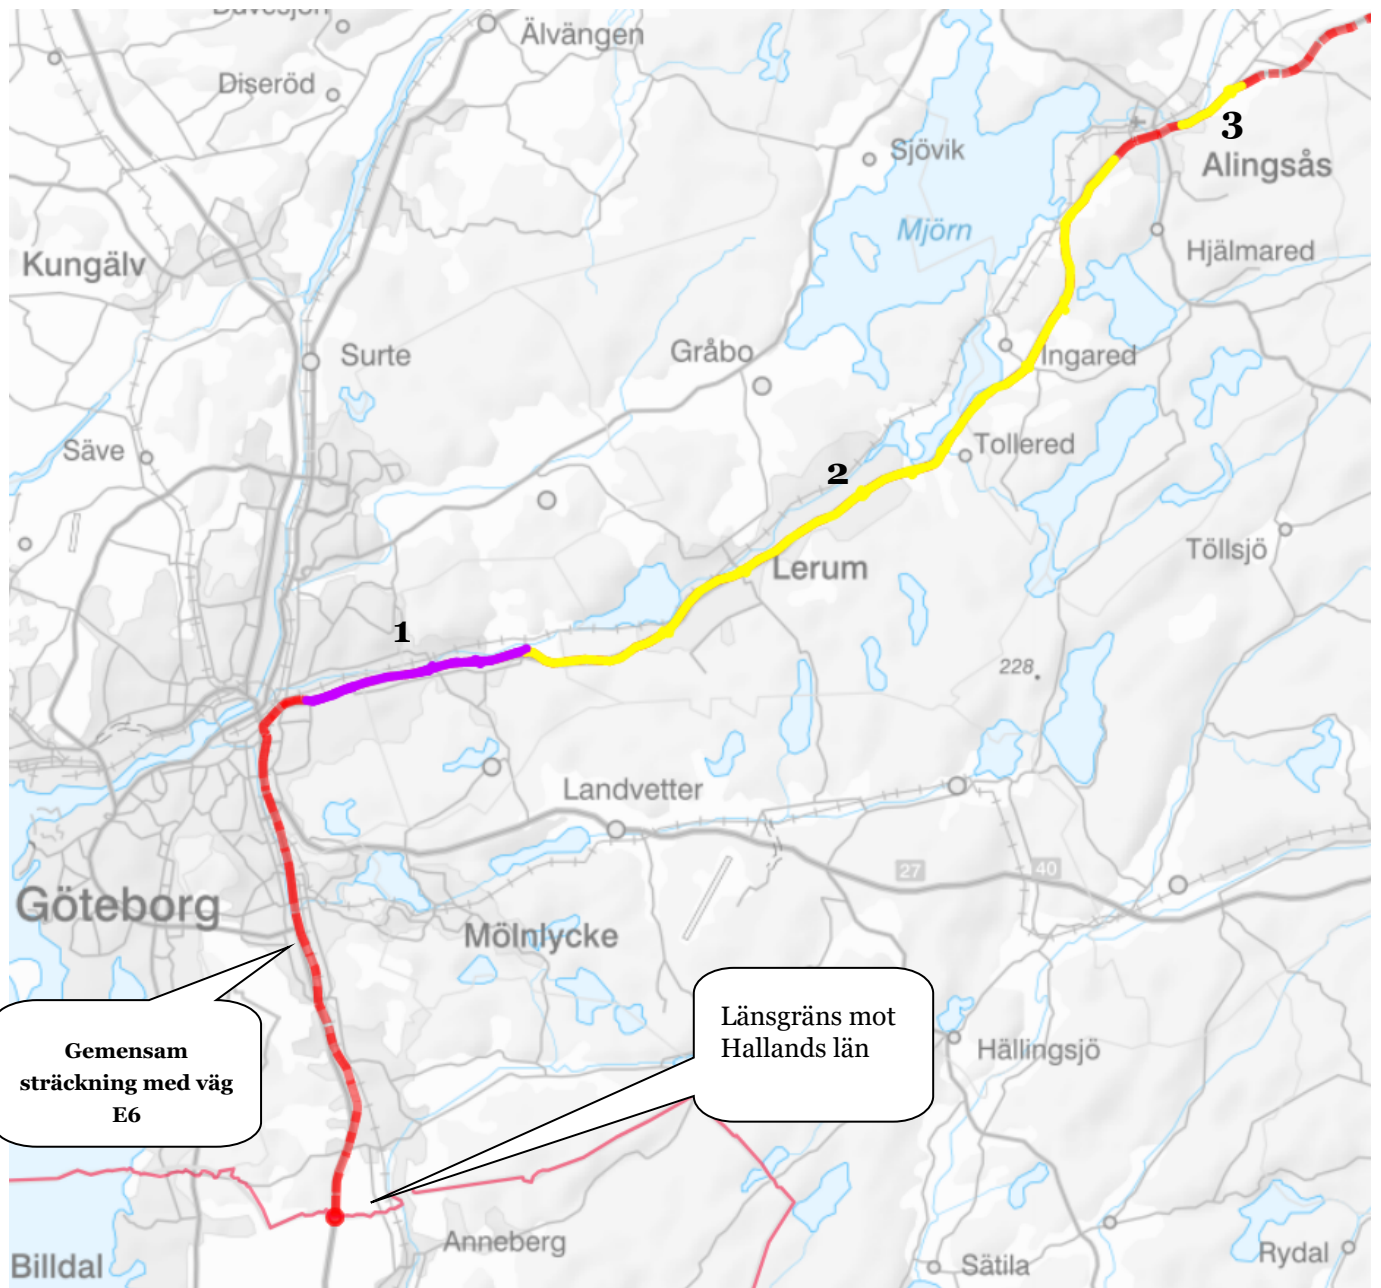 Älvängen
Diseröd
3
Sjövik
Alingsås
Mjörn
Hjälmared
Kungälv
Surte
Gråbo
Ingared
Säve
Tollered
2
Töllsjö
Lerum
1
228
Landvetter
27
40
Göteborg
Mölnlycke
Länsgräns mot
Hallands län
Gemensam
sträckning med väg
E6
Hällingsjö
Anneberg
Billdal
Sätila
Rydal